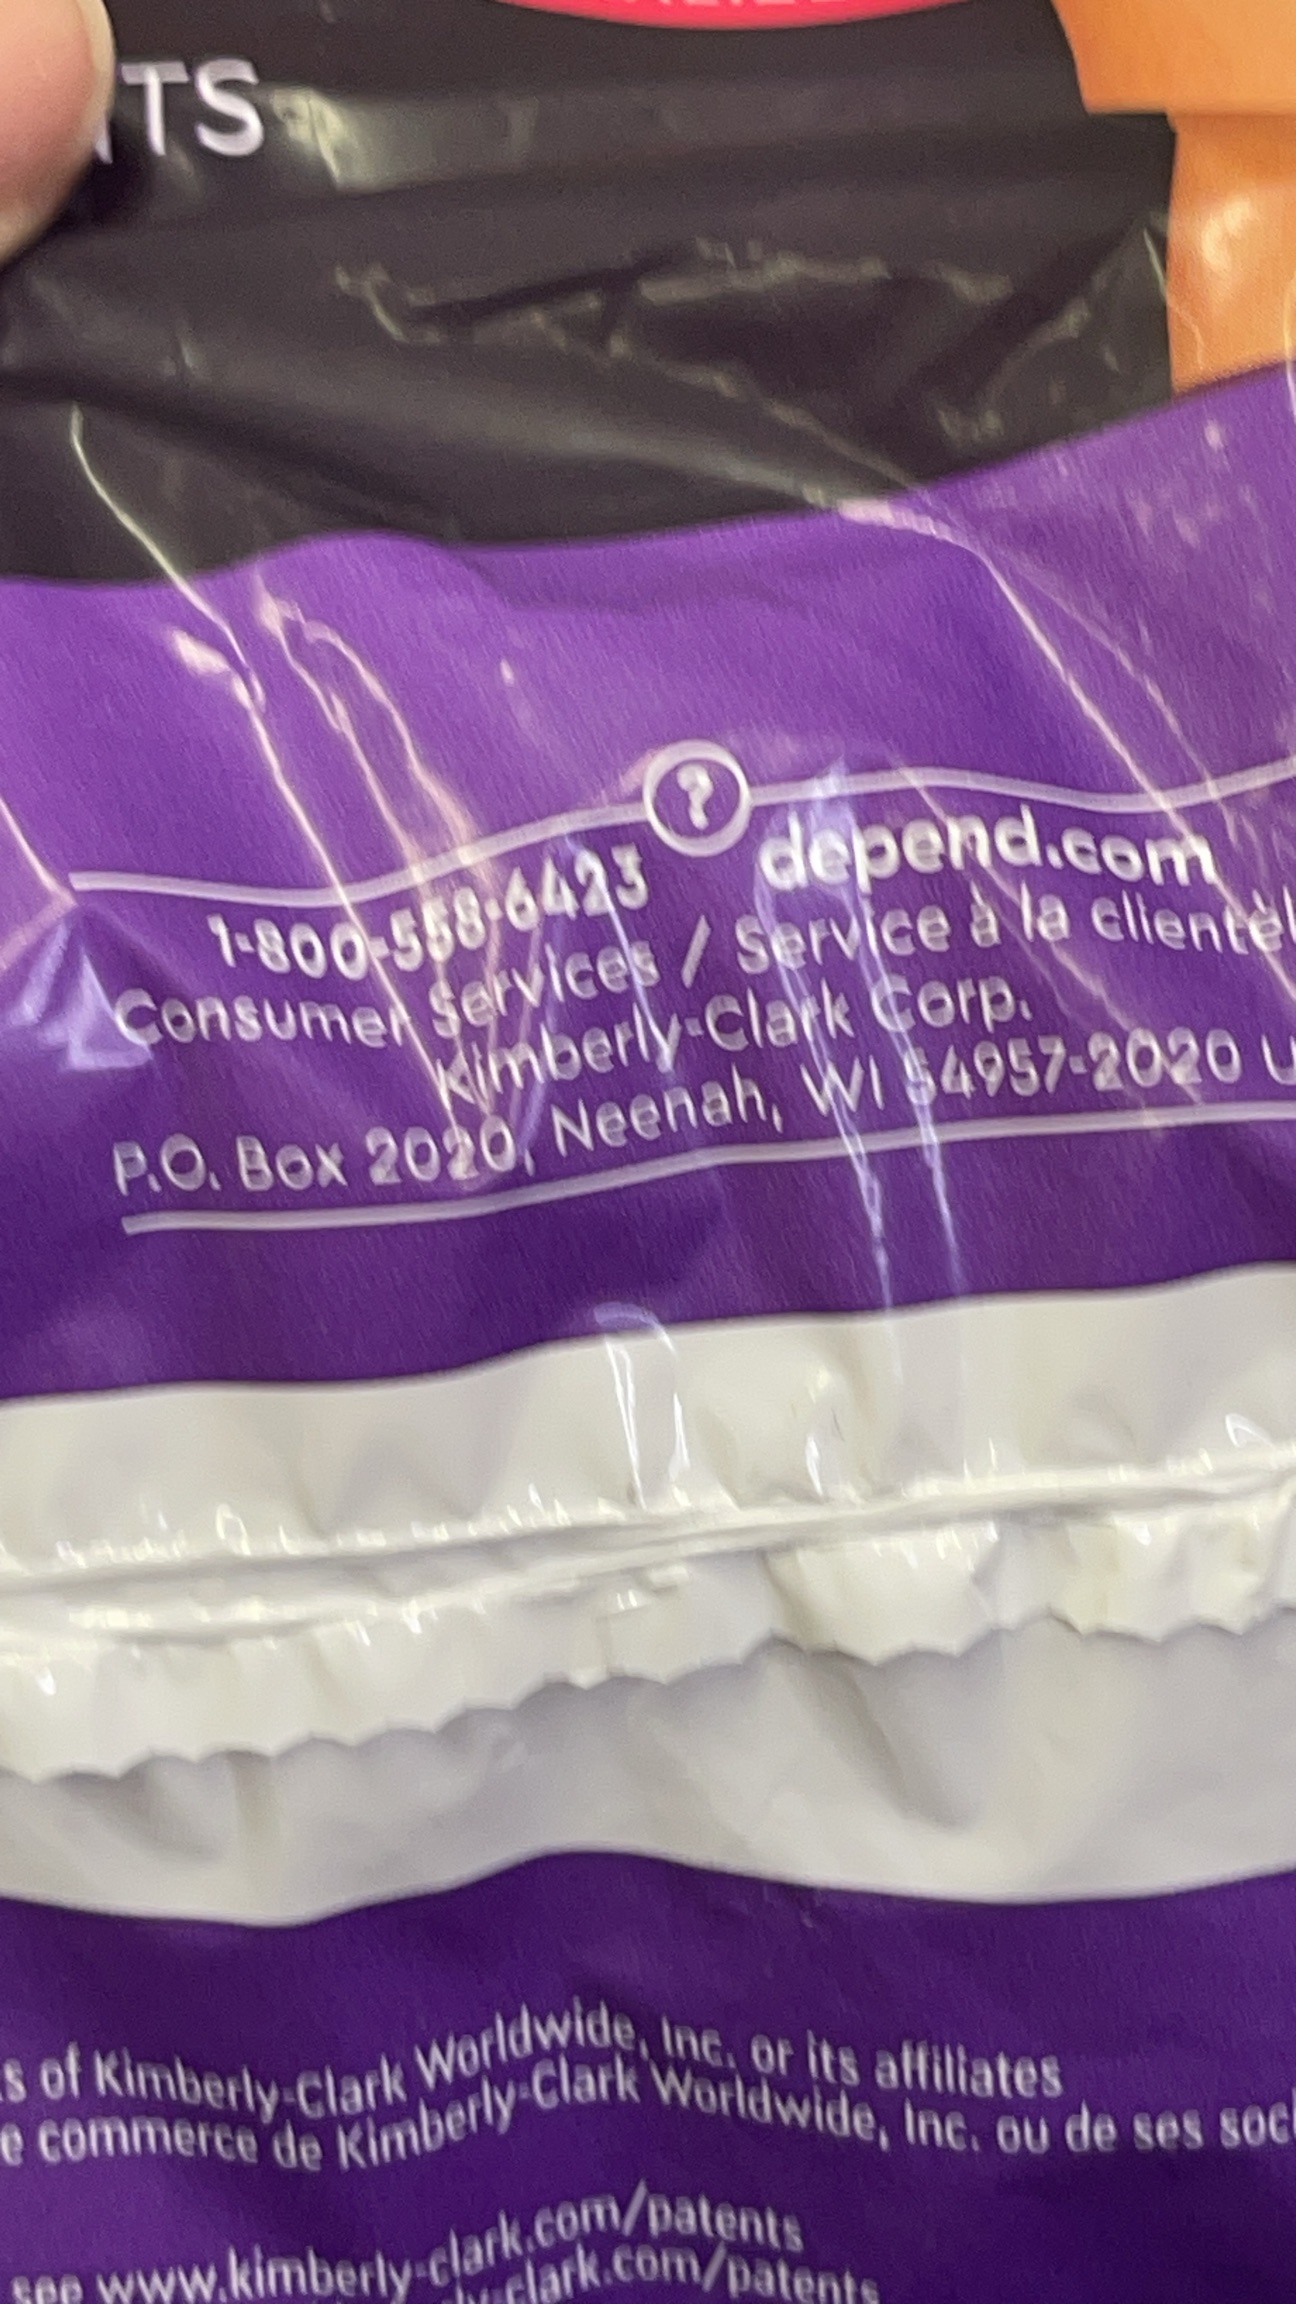 TS
?
1-800-558-6423 depend.com
Consumer Services / Service à la clientèl
Kimberly-Clark Corp.
P.O. Box 2020, Neenah, WI 54957-2020 U
s of Kimberly-Clark Worldwide, Inc. or its affiliates
e commerce de Kimberly-Clark Worldwide, Inc. ou de ses soci
see www.kimberly-clark.com/patents
ly-clark.com/patents